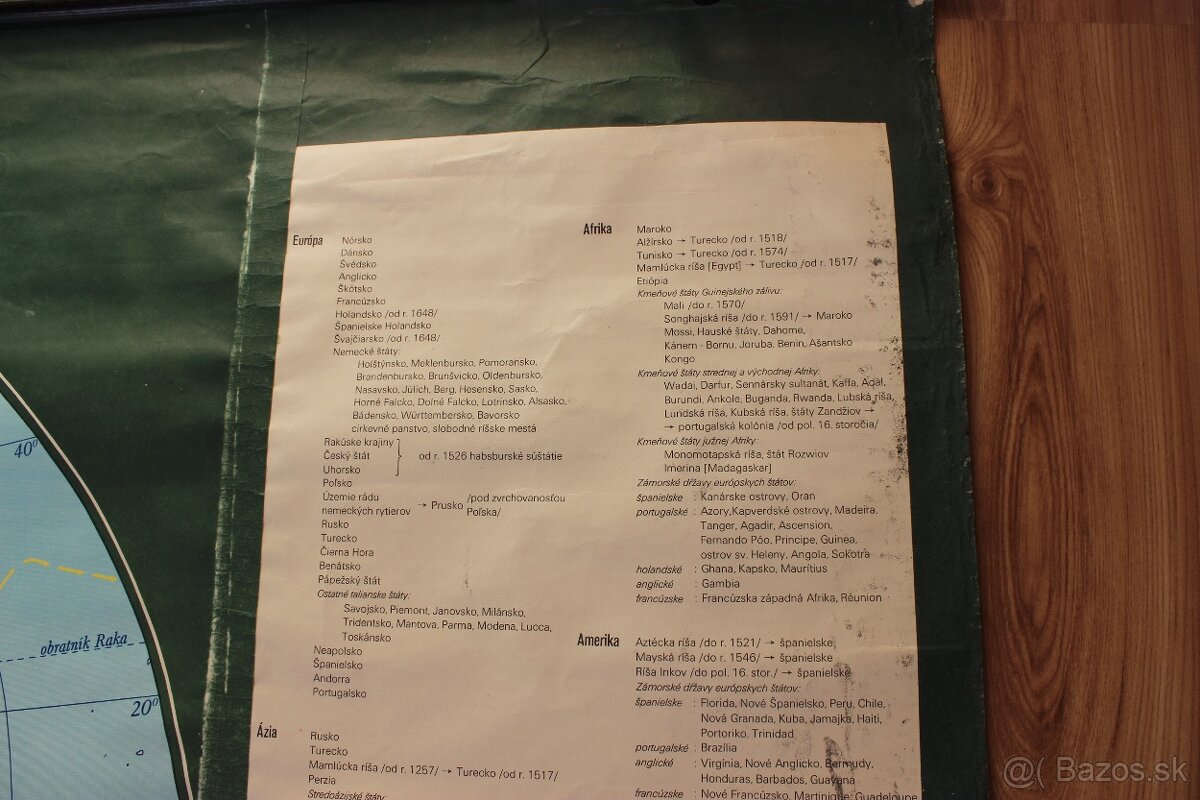 Európa
Nórsko
Dánsko
Švédsko
Anglicko
Škótsko
Francúzsko
Holandsko /od r. 1648/
Španielske Holandsko
Švajčiarsko /od r. 1648/
Nemecké štáty:
Holštýnsko, Meklenbursko, Pomoransko,
Brandenbursko, Brunšvicko, Oldenbursko,
Nasavsko, Jülich, Berg, Hesensko, Sasko,
Horné Falcko, Dolné Falcko, Lotrinsko, Alsasko,
Bádensko, Württembersko, Bavorsko
cirkevné panstvo, slobodné ríšske mestá
Rakúske krajiny
Český štát
Uhorsko
od r. 1526 habsburské súštátie
Poľsko
Územie rádu
nemeckých rytierov → Prusko /pod zvrchovanosťou
Poľska/
Rusko
Turecko
Čierna Hora
Benátsko
Pápežský štát
Ostatné talianske štáty:
Savojsko, Piemont, Janovsko, Milánsko,
Tridentsko, Mantova, Parma, Modena, Lucca,
Toskánsko
Neapolsko
Španielsko
Andorra
Portugalsko
Ázia
Rusko
Turecko
Mamlúcka ríša /od r. 1257/ → Turecko /od r. 1517/
Perzia
Stredoázijské štáty:
Afrika
Maroko
Alžírsko → Turecko /od r. 1518/
Tunisko → Turecko /od r. 1574/
Mamlúcka ríša [Egypt] → Turecko /od r. 1517/
Etiópia
Kmeňové štáty Guinejského zálivu:
Mali /do r. 1570/
Songhajská ríša /do r. 1591/ → Maroko
Mossi, Hauské štáty, Dahome,
Kánem - Bornu, Joruba, Benin, Ašantsko
Kongo
Kmeňové štáty strednej a východnej Afriky:
Wadai, Darfur, Sennársky sultanát, Kaffa, Adal,
Burundi, Ankole, Buganda, Rwanda, Lubská ríša,
Lundská ríša, Kubská ríša, štáty Zandžiov →
→ portugalská kolónia /od pol. 16. storočia/
Kmeňové štáty južnej Afriky:
Monomotapská ríša, štát Rozwiov
Imerina [Madagaskar]
Zámorské dŕžavy európskych štátov:
španielske : Kanárske ostrovy, Oran
portugalské : Azory, Kapverdské ostrovy, Madeira,
Tanger, Agadir, Ascension,
Fernando Póo, Principe, Guinea,
ostrov sv. Heleny, Angola, Sokotra
holandské : Ghana, Kapsko, Maurítius
anglické : Gambia
francúzske : Francúzska západná Afrika, Réunion
Amerika
Aztécka ríša /do r. 1521/ → španielske
Mayská ríša /do r. 1546/ → španielske
Ríša Inkov /do pol. 16. stor./ → španielske
Zámorské dŕžavy európskych štátov:
španielske : Florida, Nové Španielsko, Peru, Chile,
Nová Granada, Kuba, Jamajka, Haiti,
Portoriko, Trinidad
portugalské : Brazília
anglické : Virgínia, Nové Anglicko, Bermudy,
Honduras, Barbados, Guayana
francúzske : Nové Francúzsko, Martinique, Guadeloupe
40⁰
obratník Raka
20⁰
@( Bazos.sk